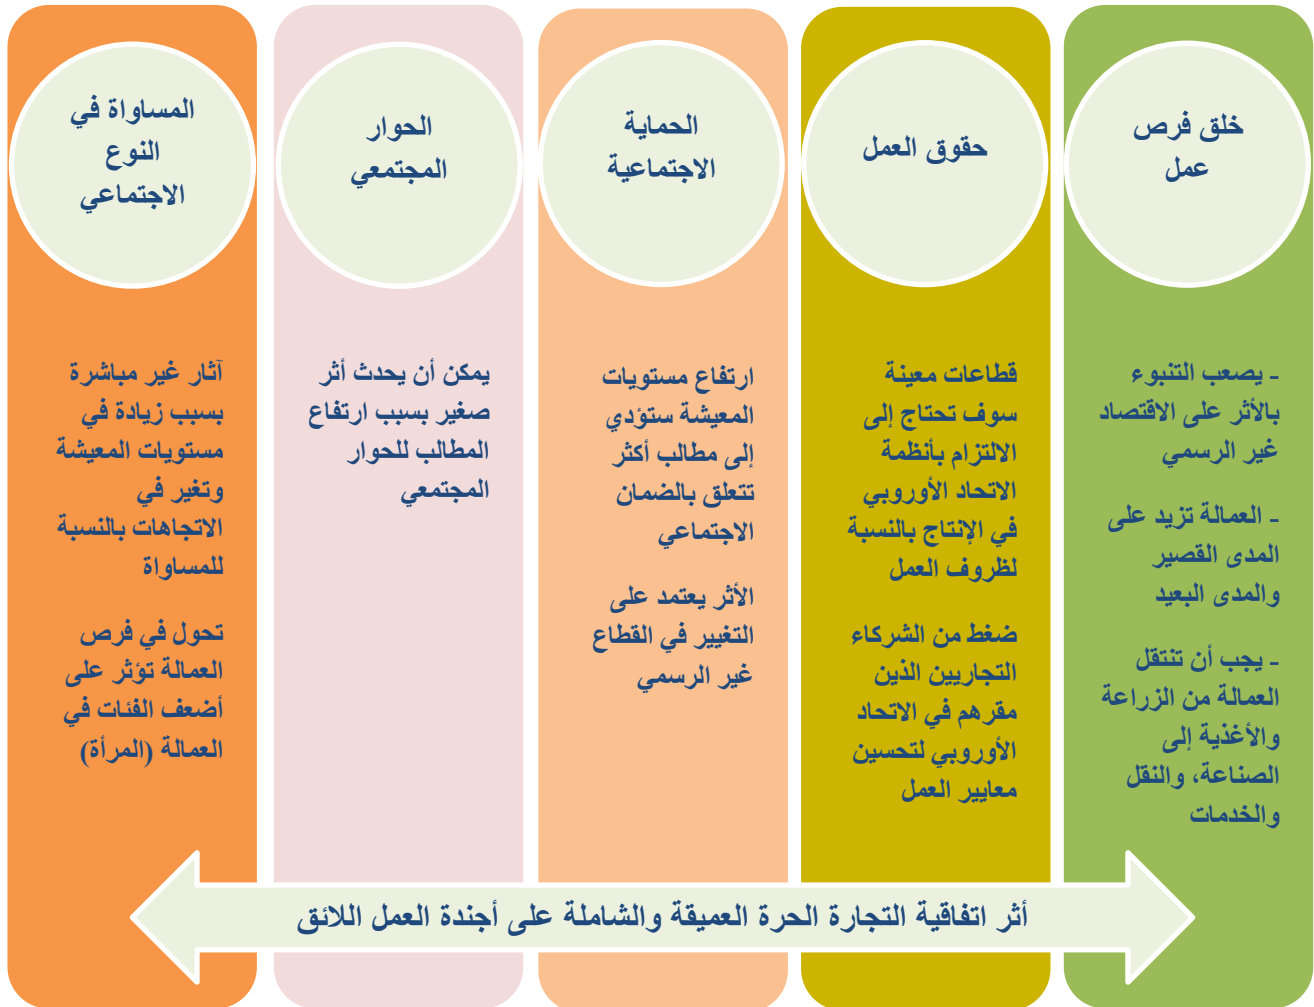 خلق فرص
عمل
- يصعب التنبوء
بالأثر على الاقتصاد
غير الرسمي
- العمالة تزيد على
المدى القصير
والمدى البعيد
- يجب أن تنتقل
العمالة من الزراعة
والأغذية إلى
الصناعة، والنقل
والخدمات
حقوق العمل
قطاعات معينة
سوف تحتاج إلى
الالتزام بأنظمة
الاتحاد الأوروبي
في الإنتاج بالنسبة
لظروف العمل
ضغط من الشركاء
التجاريين الذين
مقرهم في الاتحاد
الأوروبي لتحسين
معايير العمل
الحماية
الاجتماعية
ارتفاع مستويات
المعيشة ستؤدي
إلى مطالب أكثر
تتعلق بالضمان
الاجتماعي
الأثر يعتمد على
التغيير في القطاع
غير الرسمي
الحوار
المجتمعي
يمكن أن يحدث أثر
صغير بسبب ارتفاع
المطالب للحوار
المجتمعي
المساواة في
النوع
الاجتماعي
آثار غير مباشرة
بسبب زيادة في
مستويات المعيشة
وتغير في
الاتجاهات بالنسبة
للمساواة
تحول في فرص
العمالة تؤثر على
أضعف الفئات في
العمالة (المرأة)
أثر اتفاقية التجارة الحرة العميقة والشاملة على أجندة العمل اللائق